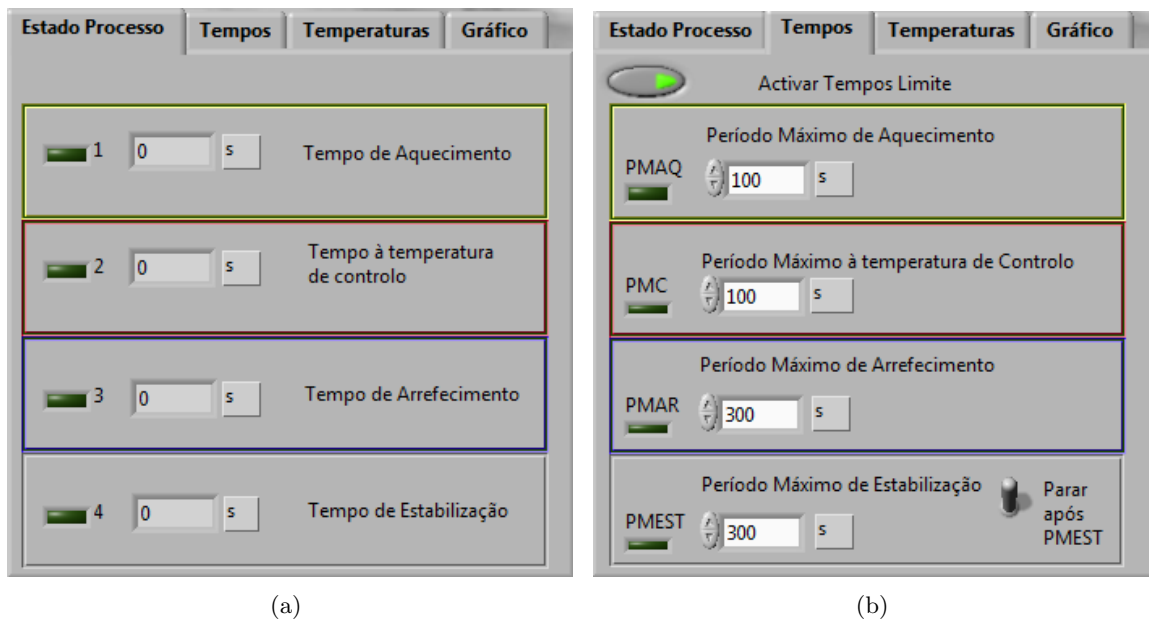 Estado Processo Tempos Temperaturas Gráfico
1 0 s Tempo de Aquecimento
2 0 s Tempo à temperatura
de controlo
3 0 s Tempo de Arrefecimento
4 0 s Tempo de Estabilização
(a)
Estado Processo Tempos Temperaturas Gráfico
Activar Tempos Limite
Período Máximo de Aquecimento
PMAQ 100 s
Período Máximo à temperatura de Controlo
PMC 100 s
Período Máximo de Arrefecimento
PMAR 300 s
Período Máximo de Estabilização
PMEST 300 s
Parar
após
PMEST
(b)